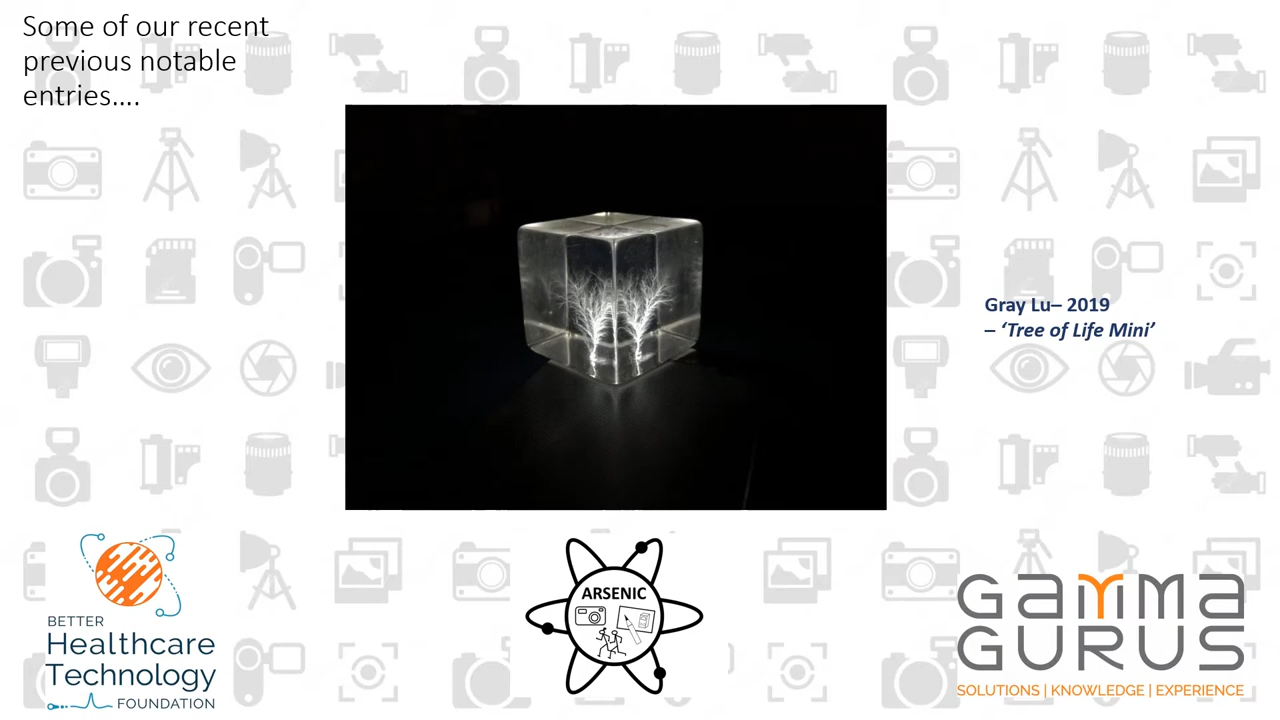 Some of our recent
previous notable
entries....
Gray Lu– 2019
– ‘Tree of Life Mini’
BETTER
Healthcare
Technology
FOUNDATION
ARSENIC
GAMMA
GURUS
SOLUTIONS | KNOWLEDGE | EXPERIENCE